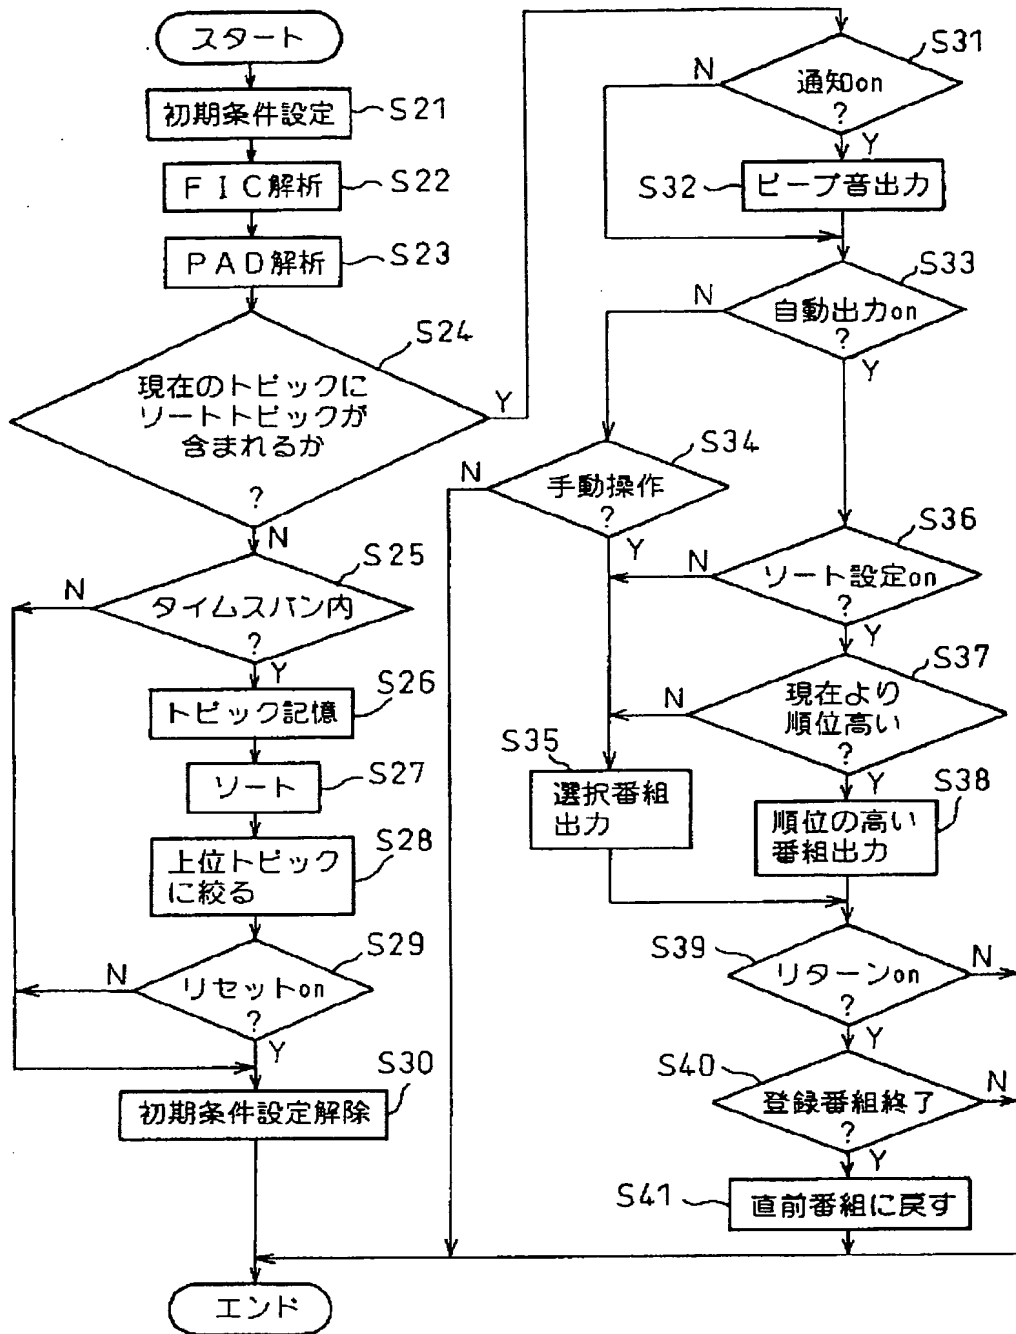 スタート
初期条件設定
S21
FIC解析
S22
PAD解析
S23
現在のトピックに
ソートトピックが
含まれるか
?
S24
Y
N
タイムスパン内
?
S25
N
Y
トピック記憶
S26
ソート
S27
上位トピック
に絞る
S28
リセットon
?
S29
N
Y
初期条件設定解除
S30
エンド
通知on
?
S31
N
Y
S32
ビープ音出力
自動出力on
?
S33
N
Y
手動操作
?
S34
N
Y
S35
選択番組
出力
ソート設定on
?
S36
N
Y
現在より
順位高い
?
S37
N
Y
順位の高い
番組出力
S38
S39
リターンon
?
N
Y
S40
登録番組終了
?
N
Y
S41
直前番組に戻す